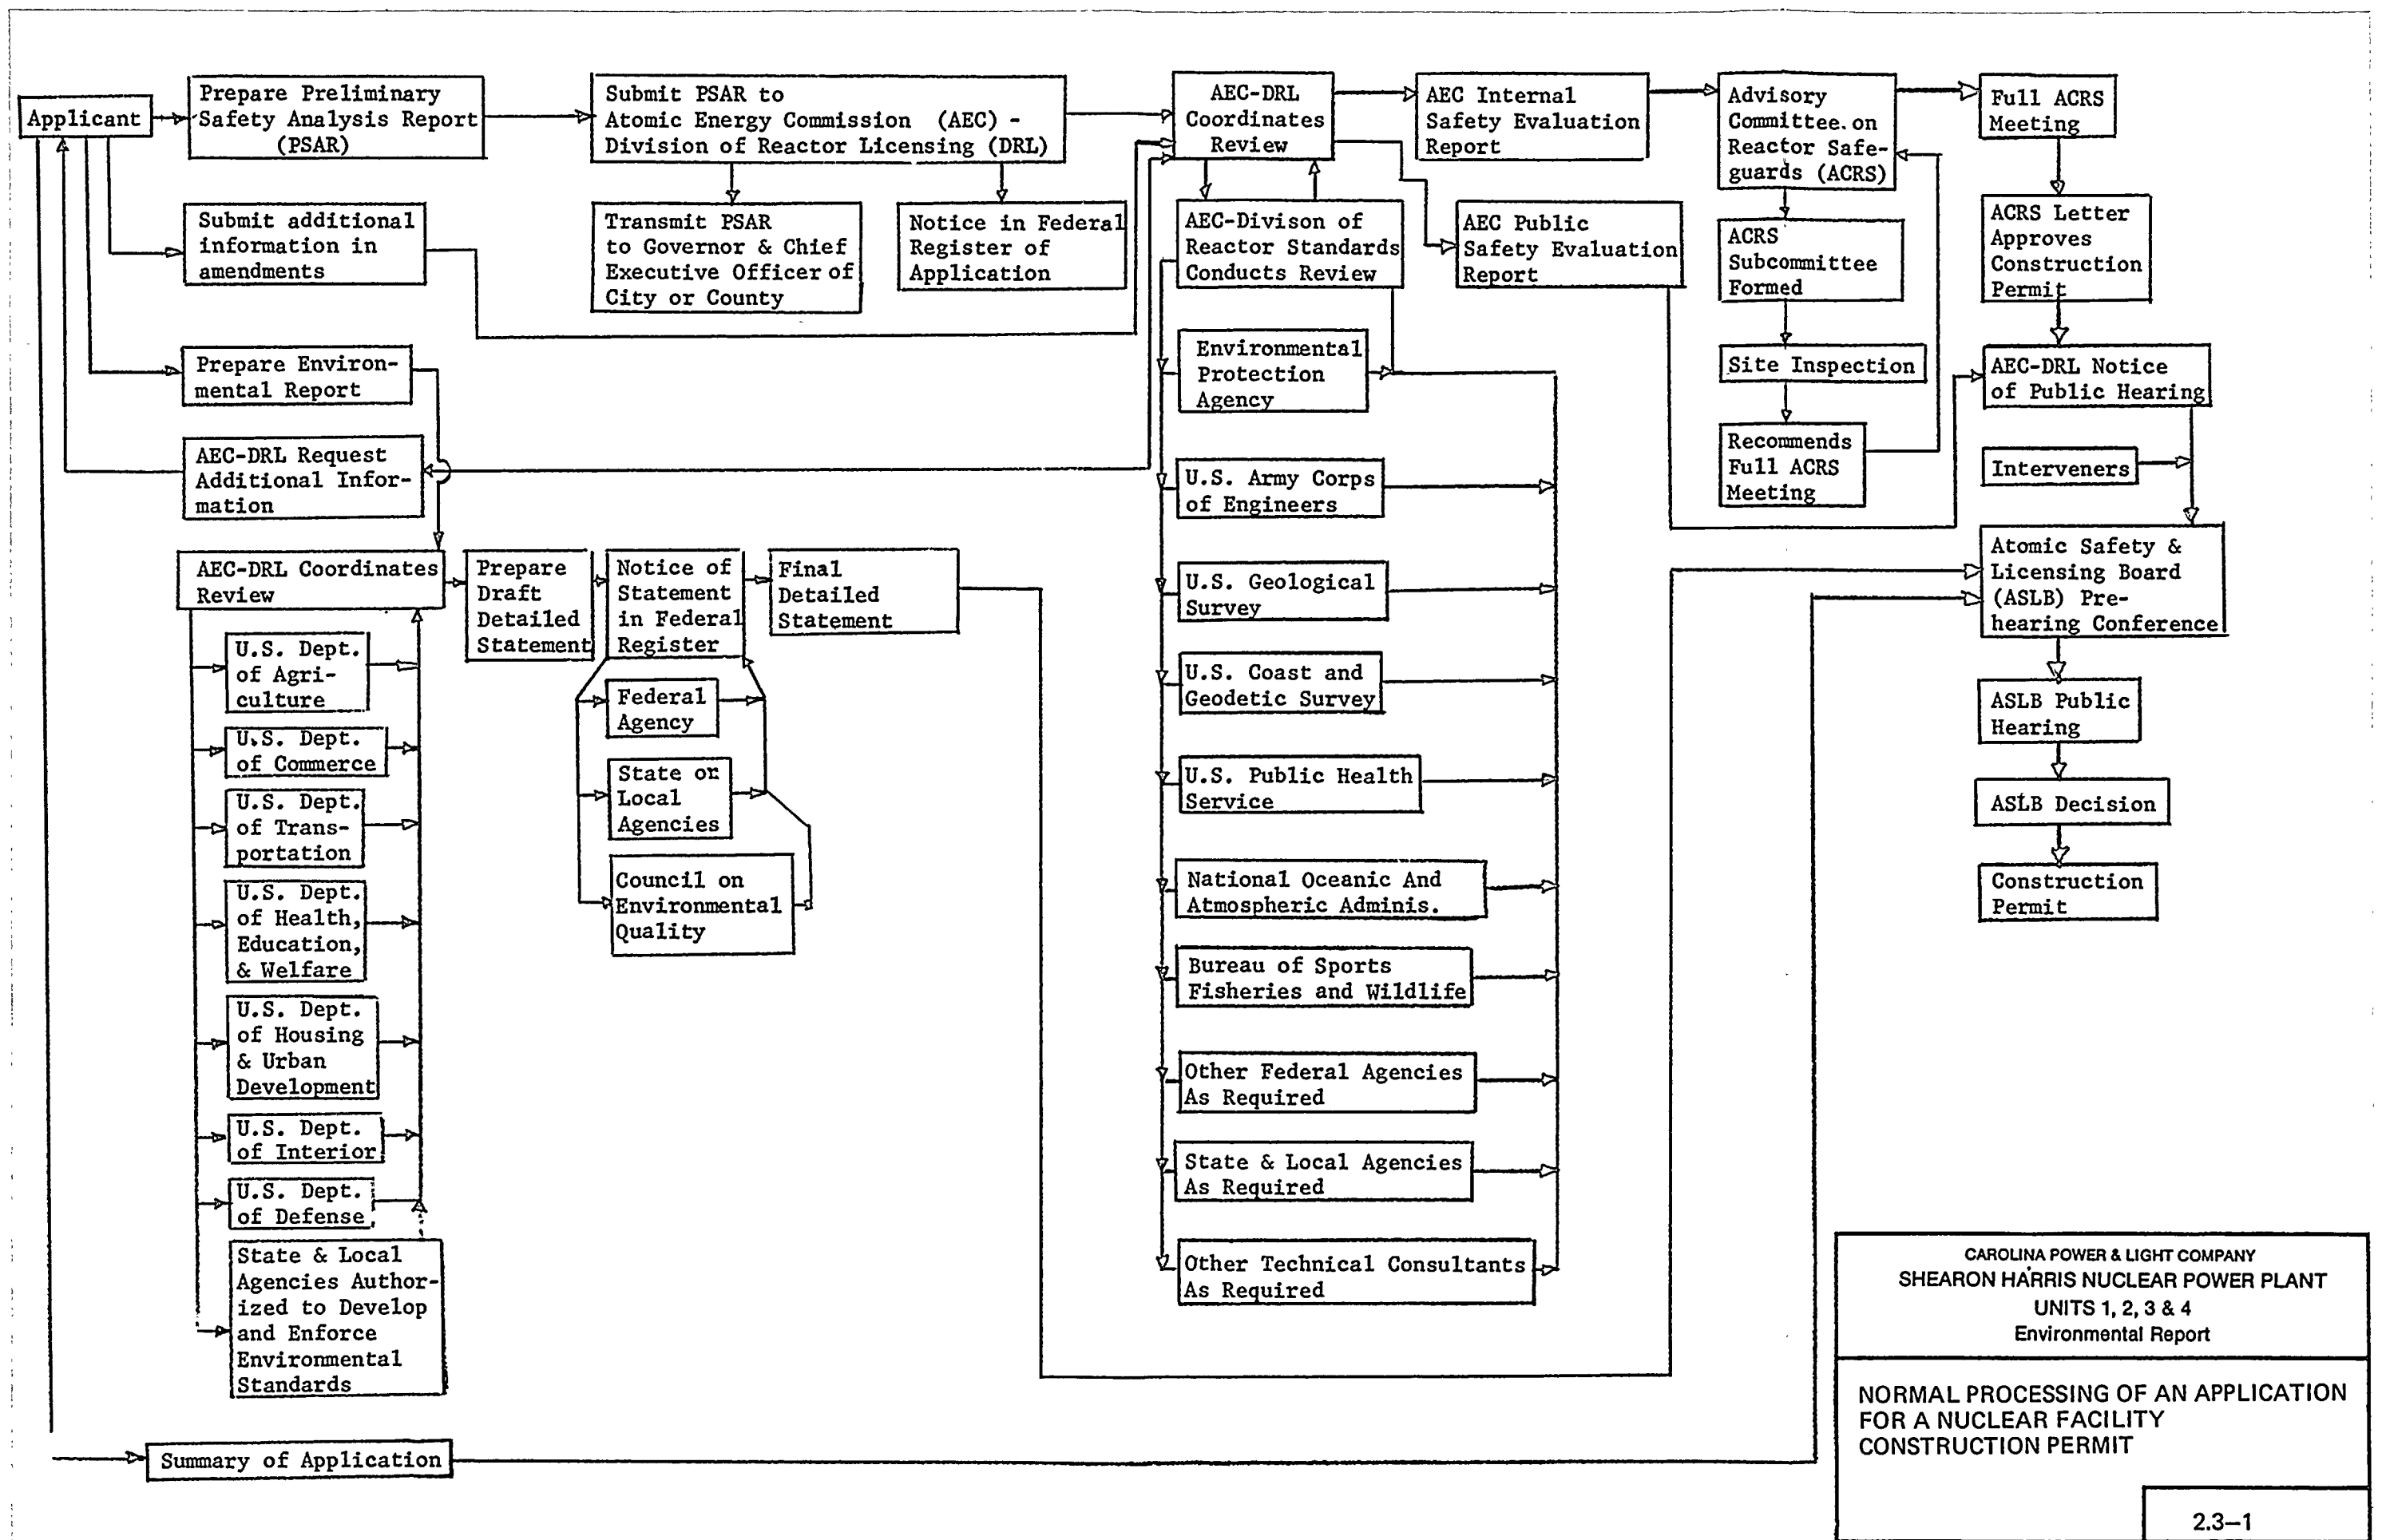 Applicant
Prepare Preliminary
Safety Analysis Report
(PSAR)
Submit PSAR to
Atomic Energy Commission (AEC) -
Division of Reactor Licensing (DRL)
AEC-DRL
Coordinates
Review
AEC Internal
Safety Evaluation
Report
Advisory
Committee on
Reactor Safe-
guards (ACRS)
Full ACRS
Meeting
Submit additional
information in
amendments
Transmit PSAR
to Governor & Chief
Executive Officer of
City or County
Notice in Federal
Register of
Application
AEC-Divison of
Reactor Standards
Conducts Review
AEC Public
Safety Evaluation
Report
ACRS
Subcommittee
Formed
ACRS Letter
Approves
Construction
Permit
Prepare Environ-
mental Report
Environmental
Protection
Agency
Site Inspection
AEC-DRL Notice
of Public Hearing
AEC-DRL Request
Additional Infor-
mation
U.S. Army Corps
of Engineers
Recommends
Full ACRS
Meeting
Interveners
AEC-DRL Coordinates
Review
Prepare
Draft
Detailed
Statement
Notice of
Statement
in Federal
Register
Final
Detailed
Statement
U.S. Geological
Survey
Atomic Safety &
Licensing Board
(ASLB) Pre-
hearing Conference
U.S. Dept.
of Agri-
culture
Federal
Agency
U.S. Coast and
Geodetic Survey
ASLB Public
Hearing
U.S. Dept.
of Commerce
State or
Local
Agencies
U.S. Public Health
Service
ASLB Decision
U.S. Dept.
of Trans-
portation
Council on
Environmental
Quality
National Oceanic And
Atmospheric Adminis.
Construction
Permit
U.S. Dept.
of Health,
Education,
& Welfare
Bureau of Sports
Fisheries and Wildlife
U.S. Dept.
of Housing
& Urban
Development
Other Federal Agencies
As Required
U.S. Dept.
of Interior
State & Local Agencies
As Required
U.S. Dept.
of Defense
State & Local
Agencies Author-
ized to Develop
and Enforce
Environmental
Standards
Other Technical Consultants
As Required
Summary of Application
CAROLINA POWER & LIGHT COMPANY
SHEARON HARRIS NUCLEAR POWER PLANT
UNITS 1, 2, 3 & 4
Environmental Report
NORMAL PROCESSING OF AN APPLICATION
FOR A NUCLEAR FACILITY
CONSTRUCTION PERMIT
2.3–1